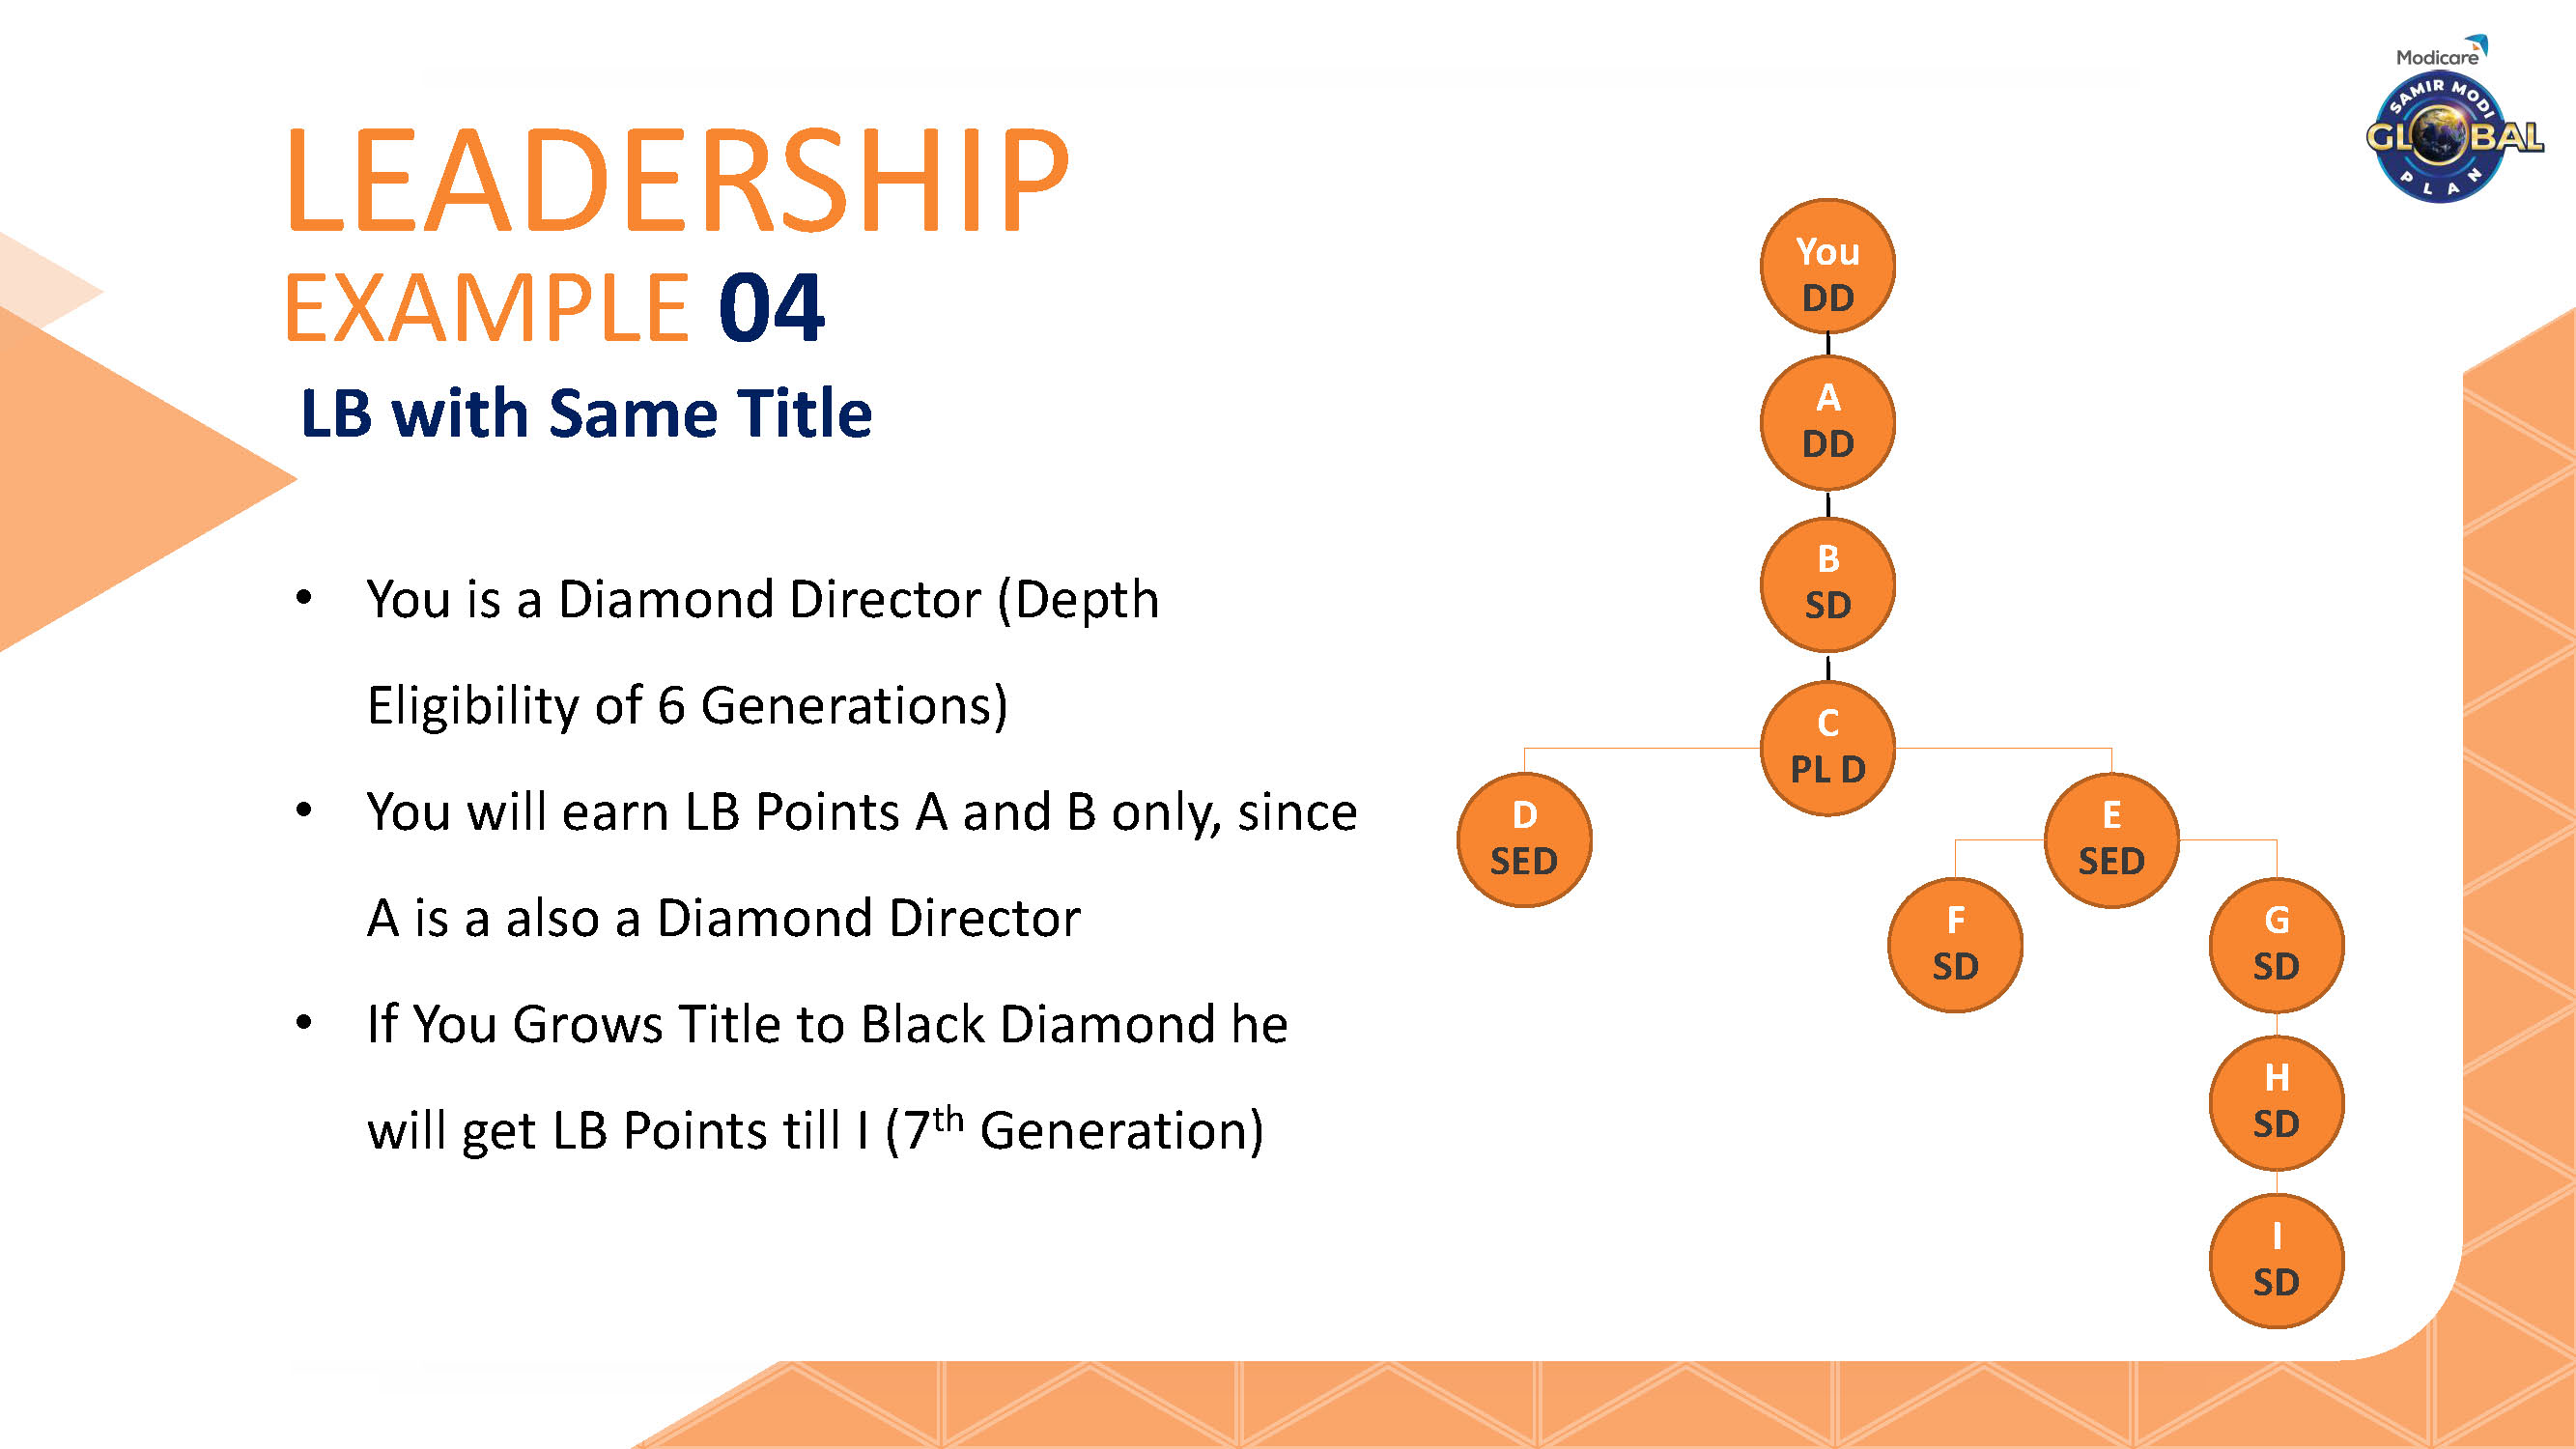 Modicare
SAMIR MODI
GLOBAL
PLAN
LEADERSHIP
EXAMPLE 04
LB with Same Title
• You is a Diamond Director (Depth
Eligibility of 6 Generations)
• You will earn LB Points A and B only, since
A is a also a Diamond Director
• If You Grows Title to Black Diamond he
will get LB Points till I (7th Generation)
You
DD
A
DD
B
SD
C
PL D
D
SED
E
SED
F
SD
G
SD
H
SD
I
SD